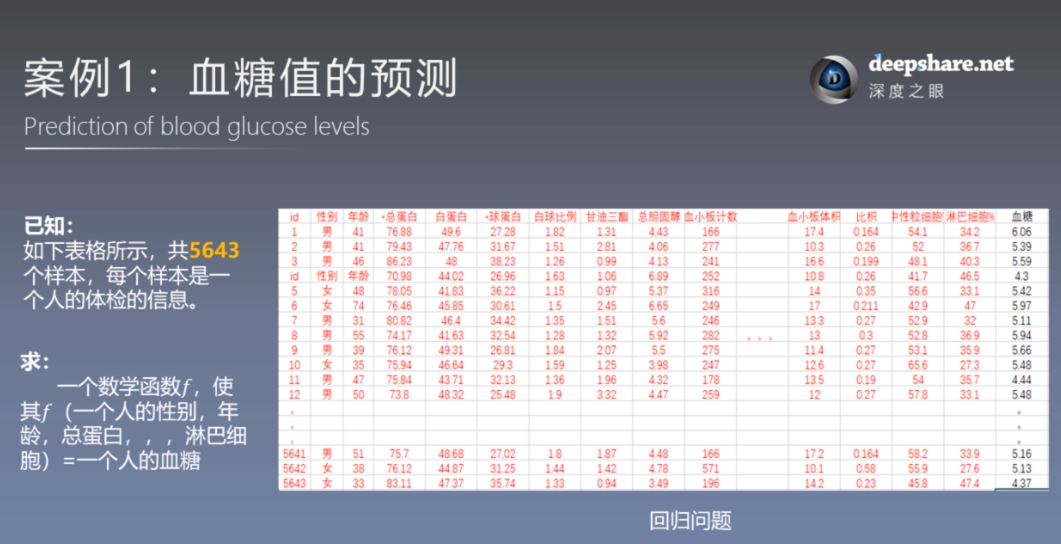 案例1：血糖值的预测
Prediction of blood glucose levels
deepshare.net
深度之眼
已知：
如下表格所示，共5643
个样本，每个样本是一
个人的体检的信息。
求：
一个数学函数f，使
其f（一个人的性别，年
龄，总蛋白，，，淋巴细
胞）=一个人的血糖
id 性别 年龄 *总蛋白 白蛋白 *球蛋白 白球比例 甘油三酯 总胆固醇 血小板计数 血小板体积 比积 中性粒细胞% 淋巴细胞% 血糖
1 男 41 76.88 49.6 27.28 1.82 1.31 4.43 166 17.4 0.164 54.1 34.2 6.06
2 男 41 79.43 47.76 31.67 1.51 2.81 4.06 277 10.3 0.26 52 36.7 5.39
3 男 46 86.23 48 38.23 1.26 0.99 4.13 241 16.6 0.199 48.1 40.3 5.59
id 性别 年龄 70.98 44.02 26.96 1.63 1.06 6.89 252 10.8 0.26 41.7 46.5 4.3
5 女 48 78.05 41.83 36.22 1.15 0.97 5.37 316 14 0.35 56.6 33.1 5.42
6 女 74 76.46 45.85 30.61 1.5 2.45 6.65 249 17 0.211 42.9 47 5.97
7 男 31 80.82 46.4 34.42 1.35 1.51 5.6 246 13.3 0.27 52.9 32 5.11
8 男 55 74.17 41.63 32.54 1.28 1.32 5.92 282 。。。 13 0.3 52.8 36.9 5.94
9 男 39 76.12 49.31 26.81 1.84 2.07 5.5 275 11.4 0.27 53.1 35.9 5.66
10 女 35 75.94 46.64 29.3 1.59 1.25 3.98 247 12.6 0.27 65.6 27.3 5.48
11 男 47 75.84 43.71 32.13 1.36 1.96 4.32 178 13.5 0.19 54 35.7 4.44
12 男 50 73.8 48.32 25.48 1.9 3.32 4.47 259 12 0.27 57.8 33.1 5.48
。 。
。 。
。 。
5641 男 51 75.7 48.68 27.02 1.8 1.87 4.48 166 17.2 0.164 58.2 33.9 5.16
5642 女 38 76.12 44.87 31.25 1.44 1.42 4.78 571 10.1 0.58 55.9 27.6 5.13
5643 女 33 83.11 47.37 35.74 1.33 0.94 3.49 196 14.2 0.23 45.8 47.4 4.37
回归问题